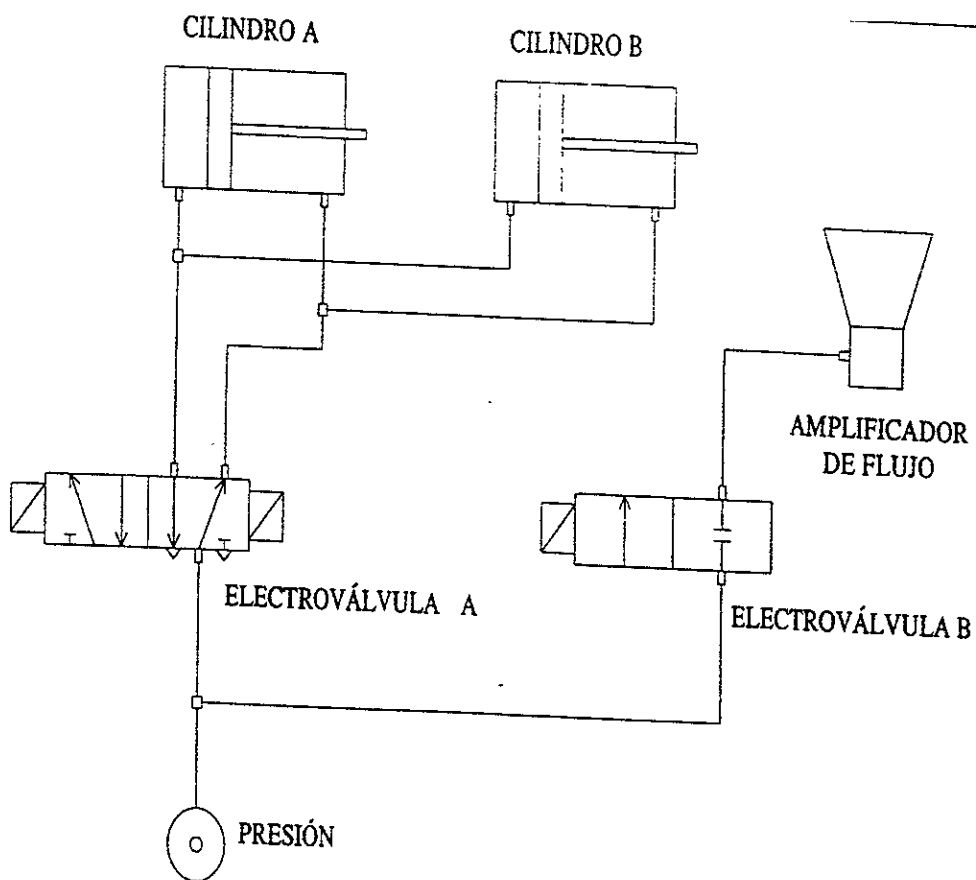 CILINDRO A
CILINDRO B
AMPLIFICADOR
DE FLUJO
ELECTROVÁLVULA A
ELECTROVÁLVULA B
PRESIÓN